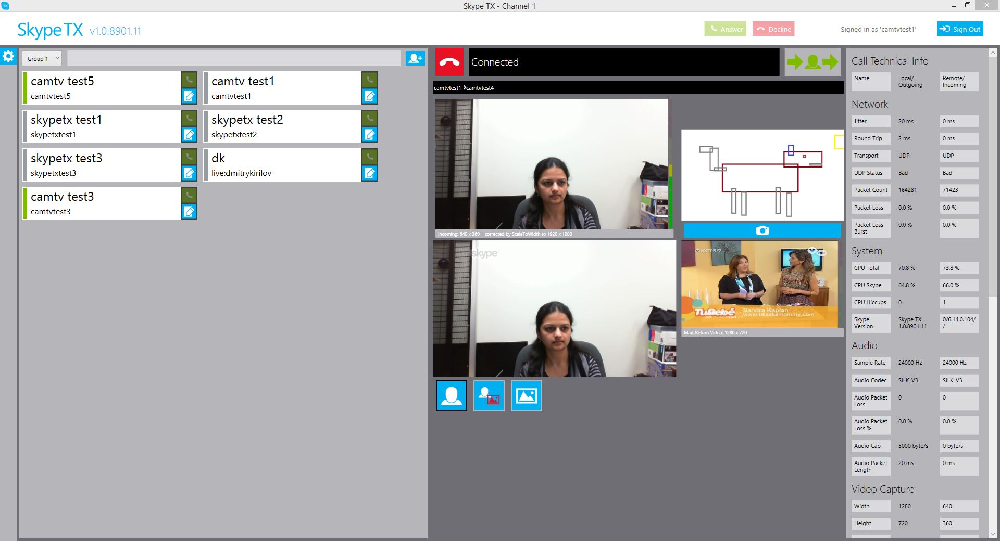 TX
Skype TX - Channel 1
Skype TX v1.0.8901.11
Answer
Decline
Signed in as 'camtvtest1'
Sign Out
Group 1
camtv test5
camtvtest5
camtv test1
camtvtest1
skypetx test1
skypetxtest1
skypetx test2
skypetxtest2
skypetx test3
skypetxtest3
dk
live:dmitrykirilov
camtv test3
camtvtest3
Connected
camtvtest1 >camtvtest4
Incoming: 640 x 360 corrected by ScaleToWidth to 1920 x 1080
skype
KCTS9
TuBebé
Sandra Kaplan
www.blissfulmommy.com
Max. Return Video: 1280 x 720
Call Technical Info
Name Local/ Remote/
Outgoing Incoming
Network
Jitter 20 ms 0 ms
Round Trip 2 ms 0 ms
Transport UDP UDP
UDP Status Bad Bad
Packet Count 164281 71423
Packet Loss 0.0 % 0.0 %
Packet Loss 0.0 % 0.0 %
Burst
System
CPU Total 70.8 % 73.8 %
CPU Skype 64.8 % 66.0 %
CPU Hiccups 0 1
Skype Skype TX 0/6.14.0.104/
Version 1.0.8901.11 /
Audio
Sample Rate 24000 Hz 24000 Hz
Audio Codec SILK_V3 SILK_V3
Audio Packet 0 0
Loss
Audio Packet 0.0 % 0.0 %
Loss %
Audio Cap 5000 byte/s 0 byte/s
Audio Packet 20 ms 0 ms
Length
Video Capture
Width 1280 640
Height 720 360